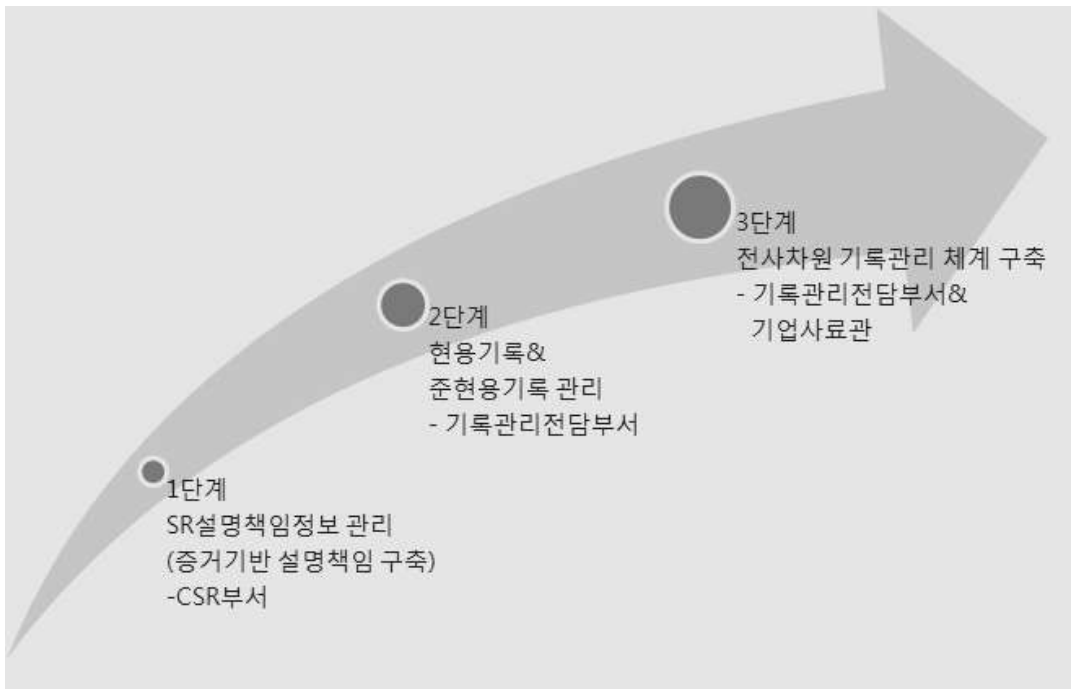 1단계
SR설명책임정보 관리
(증거기반 설명책임 구축)
-CSR부서
2단계
현용기록&
준현용기록 관리
- 기록관리전담부서
3단계
전사차원 기록관리 체계 구축
- 기록관리전담부서&
기업사료관